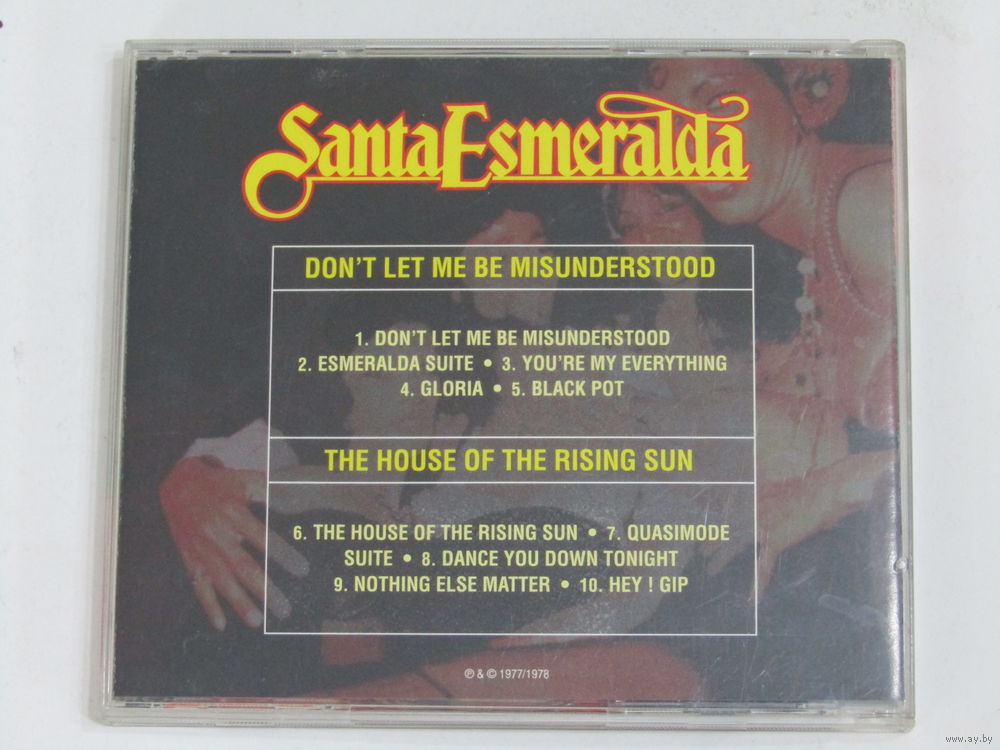 Santa Esmeralda
DON'T LET ME BE MISUNDERSTOOD
1. DON'T LET ME BE MISUNDERSTOOD
2. ESMERALDA SUITE • 3. YOU'RE MY EVERYTHING
4. GLORIA • 5. BLACK POT
THE HOUSE OF THE RISING SUN
6. THE HOUSE OF THE RISING SUN • 7. QUASIMODE
SUITE • 8. DANCE YOU DOWN TONIGHT
9. NOTHING ELSE MATTER • 10. HEY ! GIP
℗ & © 1977/1978
www.ay.by